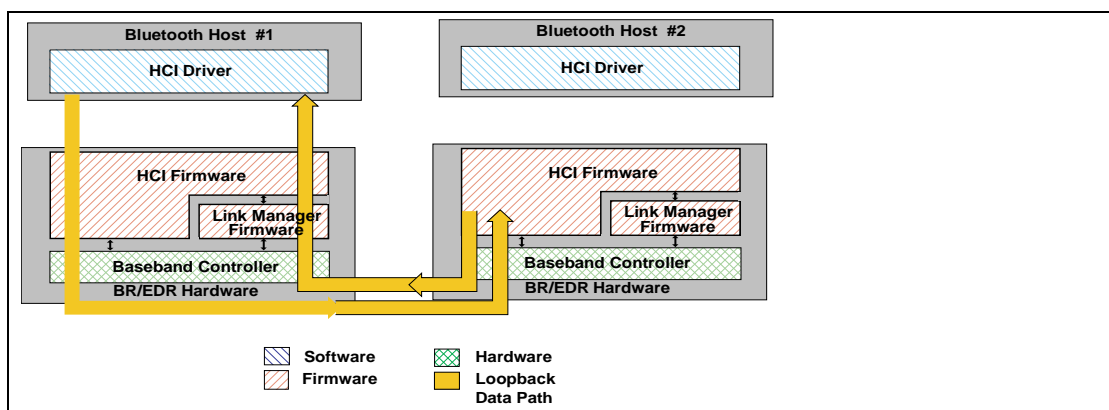 Bluetooth Host #1
HCI Driver
Bluetooth Host #2
HCI Driver
HCI Firmware
Link Manager
Firmware
Baseband Controller
BR/EDR Hardware
HCI Firmware
Link Manager
Firmware
Baseband Controller
BR/EDR Hardware
Software
Firmware
Hardware
Loopback
Data Path